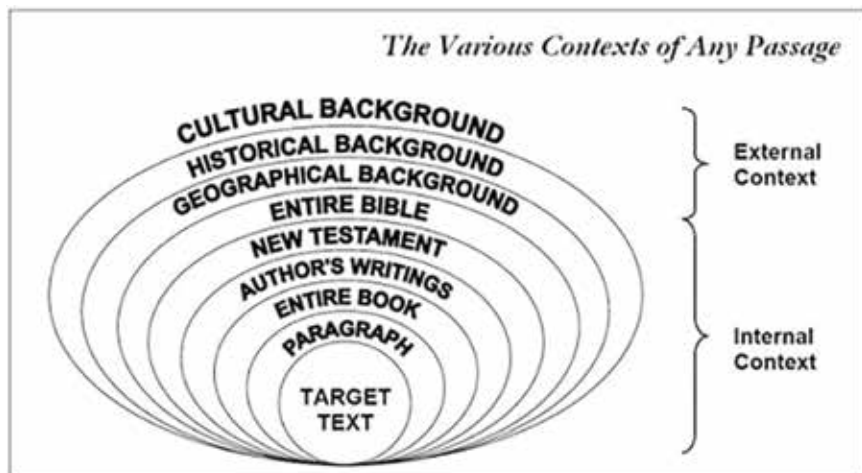 The Various Contexts of Any Passage
CULTURAL BACKGROUND
HISTORICAL BACKGROUND
GEOGRAPHICAL BACKGROUND
ENTIRE BIBLE
NEW TESTAMENT
AUTHOR'S WRITINGS
ENTIRE BOOK
PARAGRAPH
TARGET
TEXT
External
Context
Internal
Context